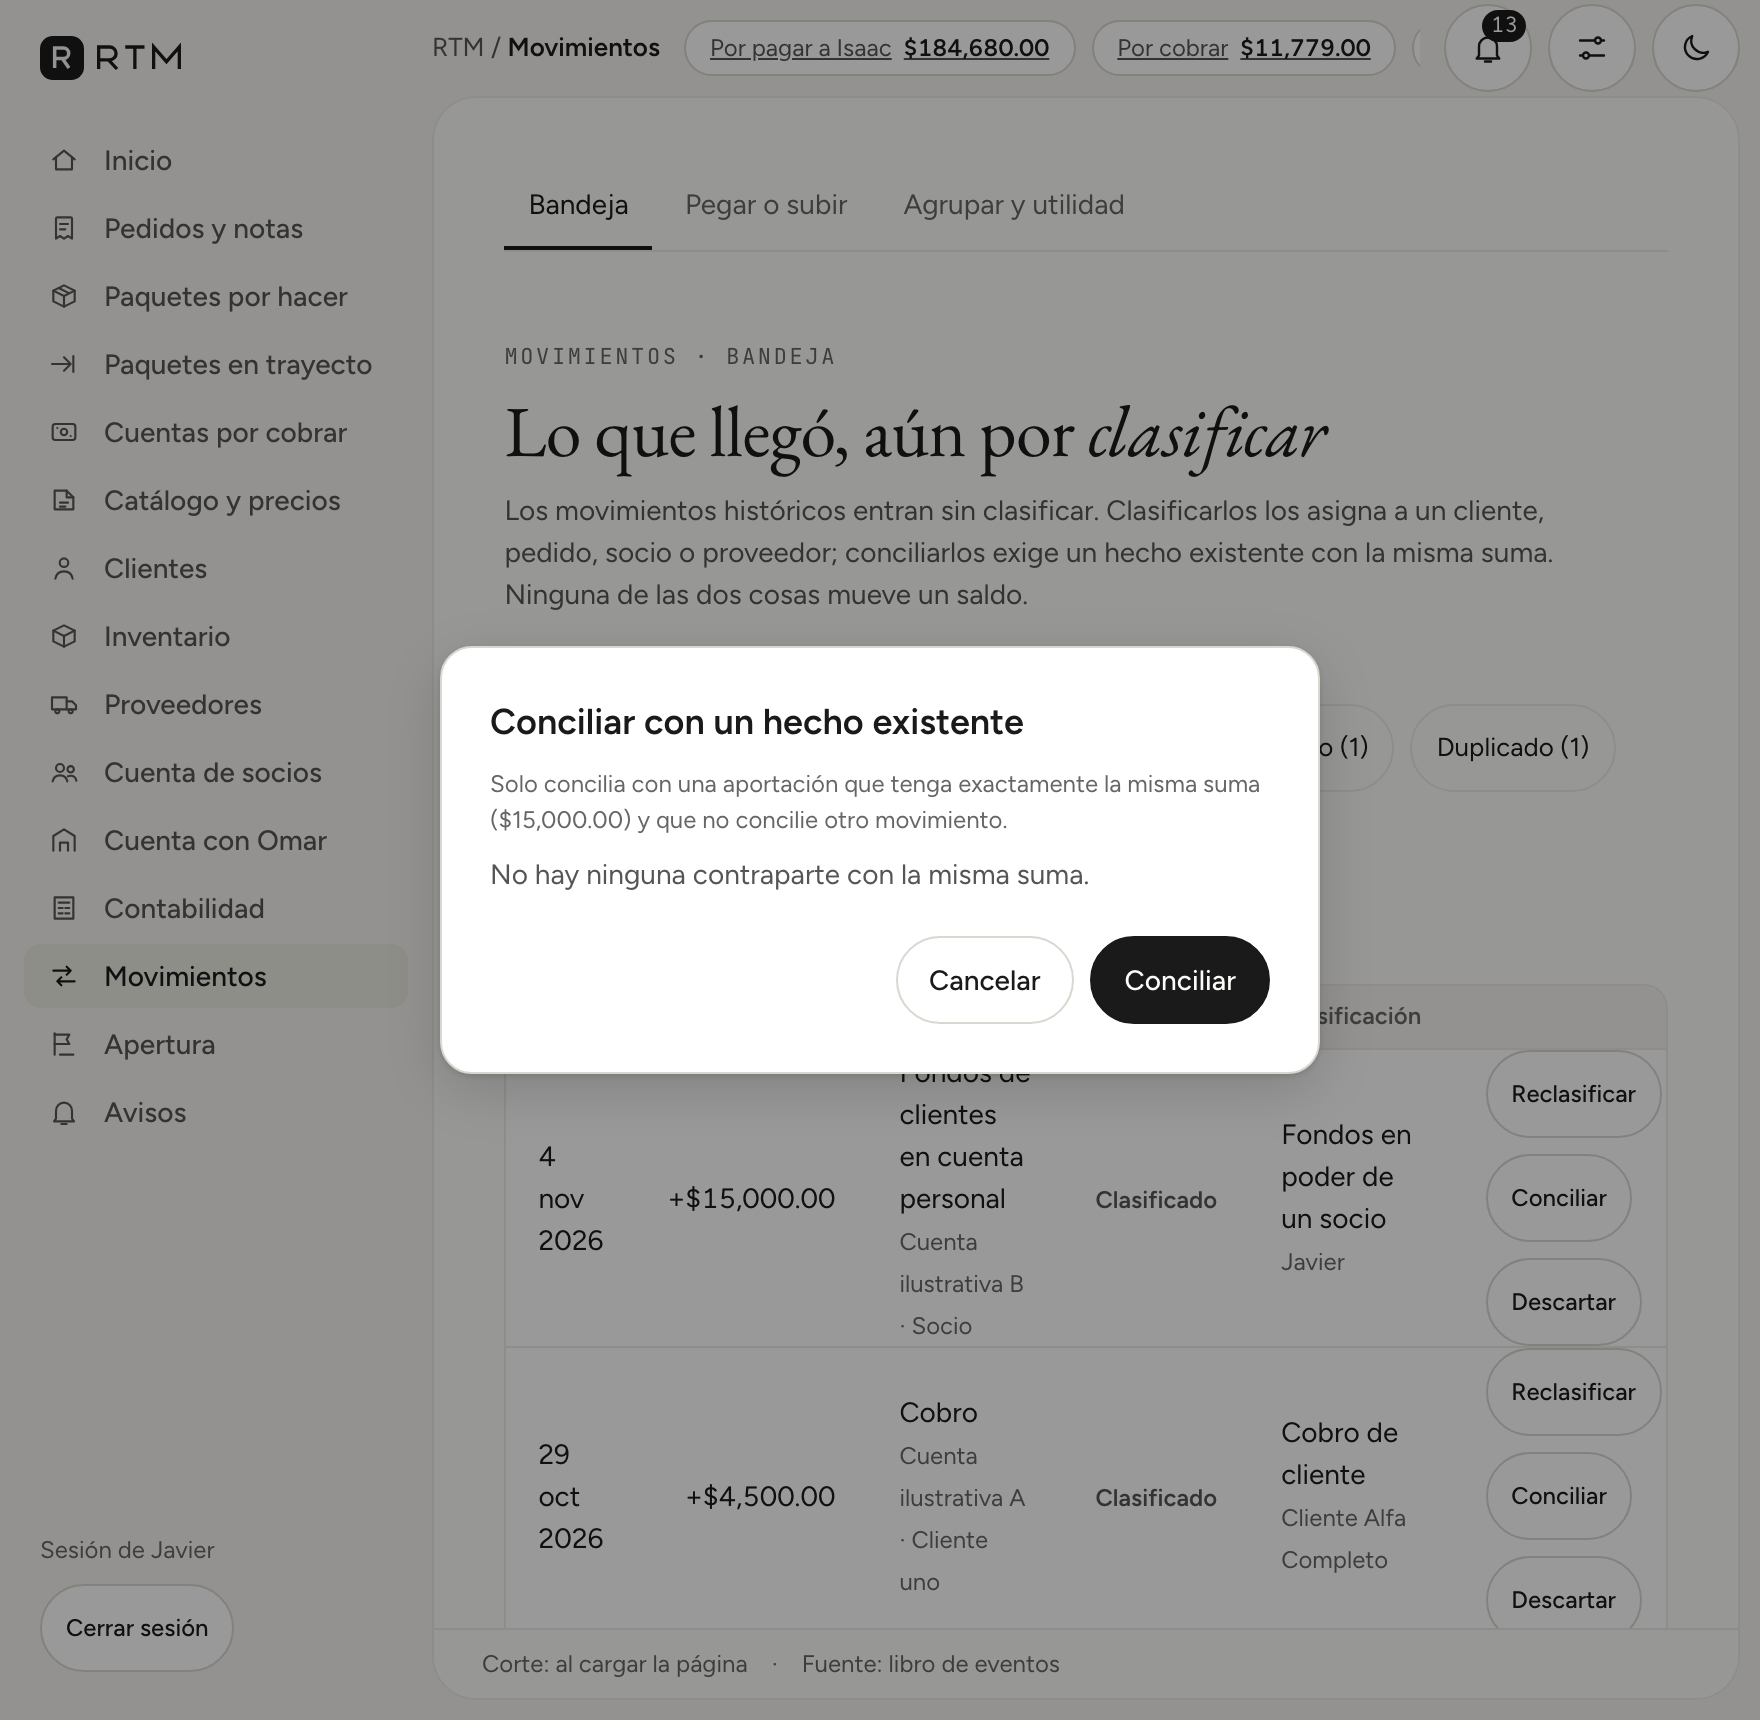 RTM
RTM / Movimientos
Por pagar a Isaac $184,680.00
Por cobrar $11,779.00
13
Inicio
Pedidos y notas
Paquetes por hacer
Paquetes en trayecto
Cuentas por cobrar
Catálogo y precios
Clientes
Inventario
Proveedores
Cuenta de socios
Cuenta con Omar
Contabilidad
Movimientos
Apertura
Avisos
Sesión de Javier
Cerrar sesión
Bandeja
Pegar o subir
Agrupar y utilidad
MOVIMIENTOS · BANDEJA
Lo que llegó, aún por clasificar
Los movimientos históricos entran sin clasificar. Clasificarlos los asigna a un cliente,
pedido, socio o proveedor; conciliarlos exige un hecho existente con la misma suma.
Ninguna de las dos cosas mueve un saldo.
o (1)
Duplicado (1)
Conciliar con un hecho existente
Solo concilia con una aportación que tenga exactamente la misma suma
($15,000.00) y que no concilie otro movimiento.
No hay ninguna contraparte con la misma suma.
Cancelar
Conciliar
sificación
4
nov
2026
+$15,000.00
Fondos de
clientes
en cuenta
personal
Cuenta
ilustrativa B
· Socio
Clasificado
Fondos en
poder de
un socio
Javier
Reclasificar
Conciliar
Descartar
29
oct
2026
+$4,500.00
Cobro
Cuenta
ilustrativa A
· Cliente
uno
Clasificado
Cobro de
cliente
Cliente Alfa
Completo
Reclasificar
Conciliar
Descartar
Corte: al cargar la página · Fuente: libro de eventos